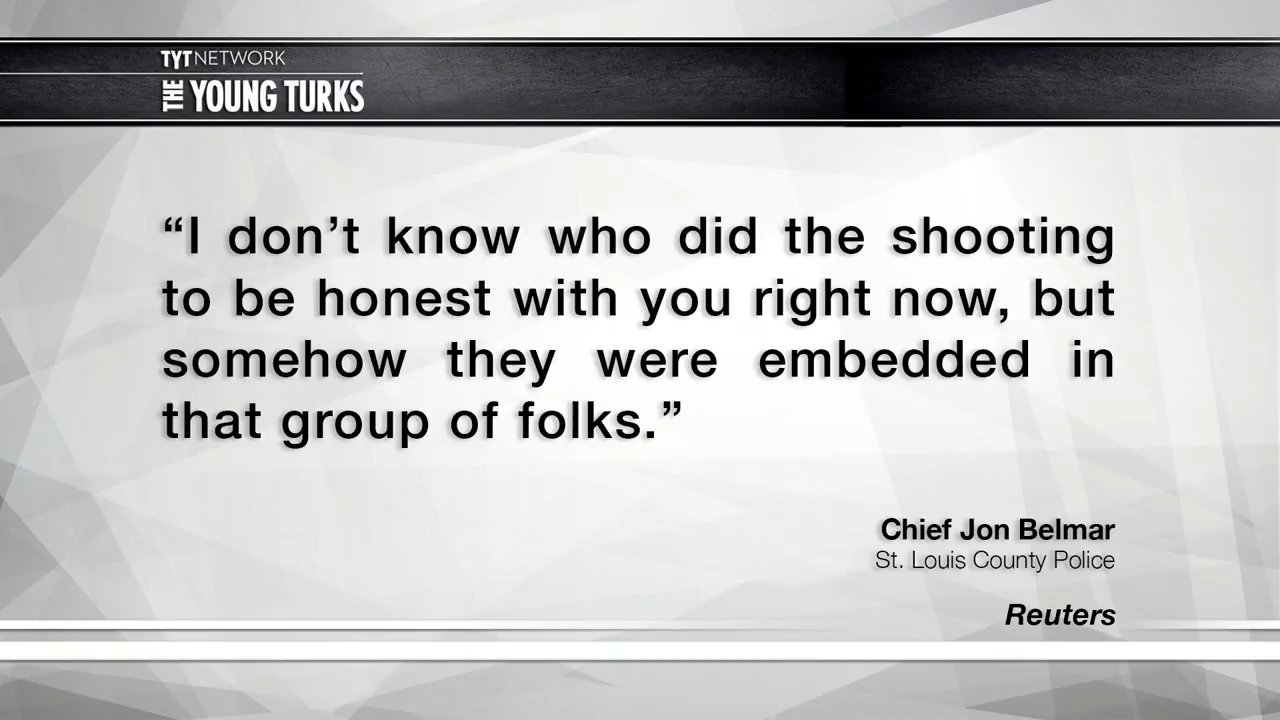 TYT NETWORK
THE YOUNG TURKS
“I don’t know who did the shooting
to be honest with you right now, but
somehow they were embedded in
that group of folks.”
Chief Jon Belmar
St. Louis County Police
Reuters